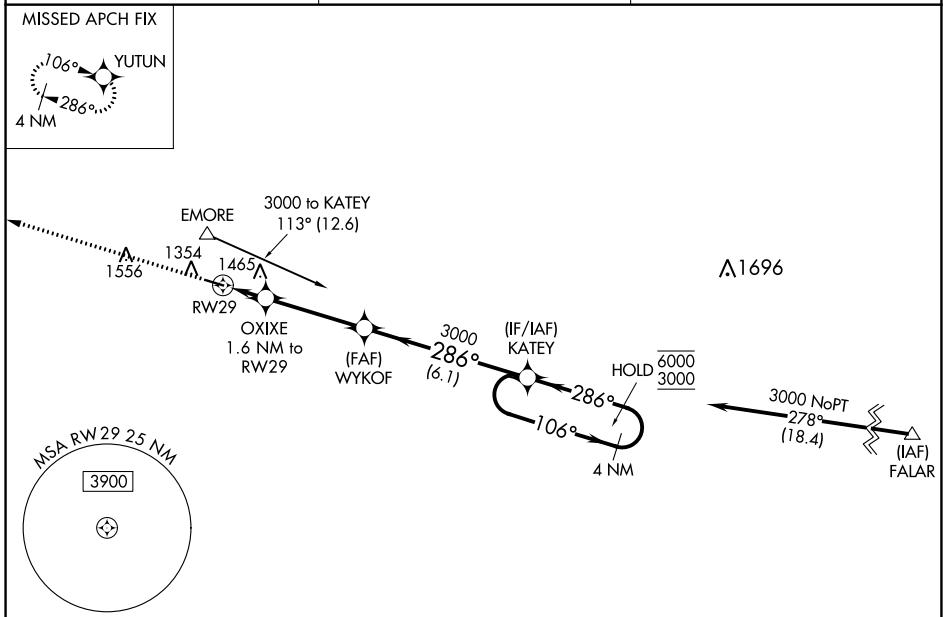 MISSED APCH FIX
106°
YUTUN
286°
4 NM
EMORE
3000 to KATEY
113° (12.6)
1556
1354
1465
1696
RW29
OXIXE
1.6 NM to
RW29
(FAF)
WYKOF
3000
286°
(6.1)
(IF/IAF)
KATEY
HOLD
6000
3000
286°
106°
4 NM
3000 NoPT
278°
(18.4)
(IAF)
FALAR
MSA RW29 25 NM
3900